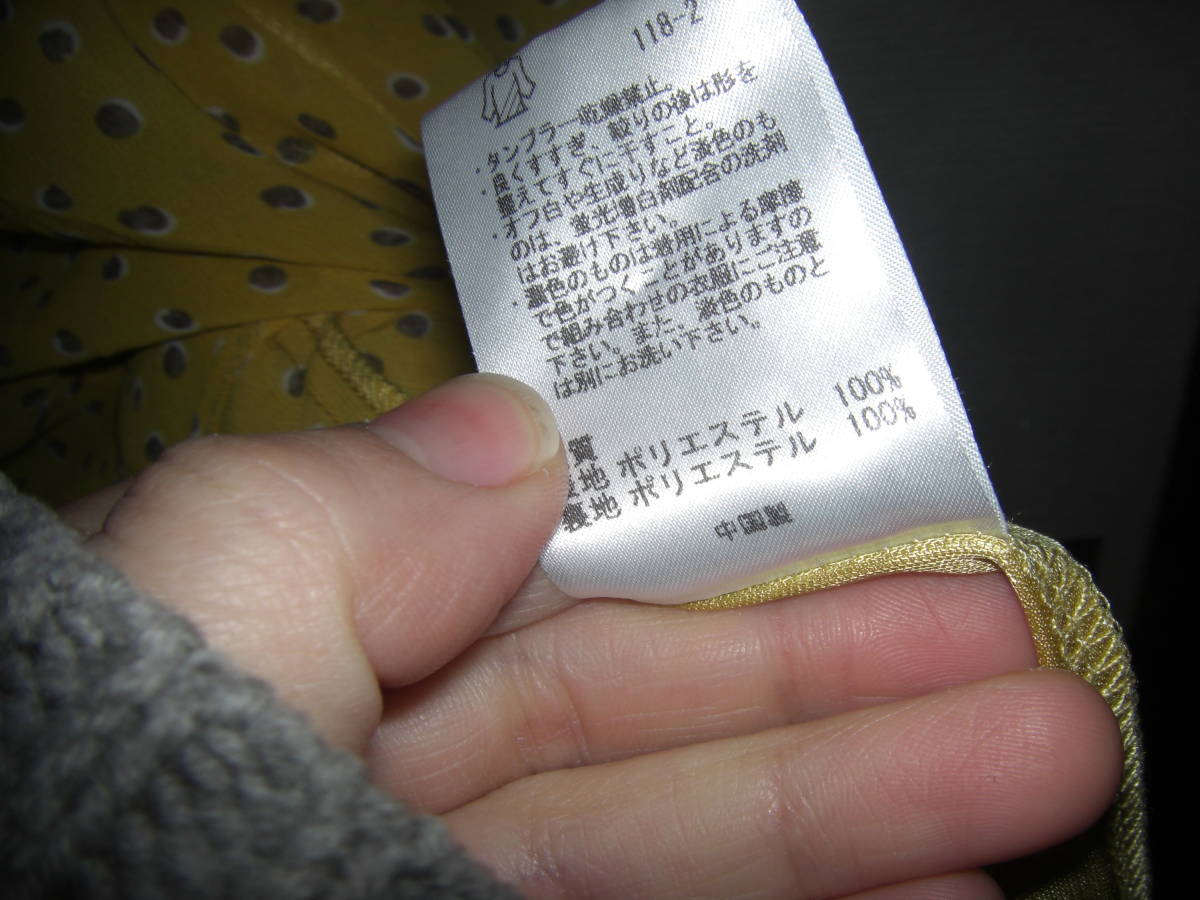 118-2
・タンブラー乾燥禁止。
・良くすすぎ、絞りの後は形を
整えてすぐに干すこと。
・オフ白や生成りなど淡色のも
のは、蛍光増白剤配合の洗剤
はお避け下さい。
・濃色のものは着用による摩擦
で色がつくことがありますの
で組み合わせの衣服にご注意
下さい。また、淡色のものと
は別にお洗い下さい。
質
地 ポリエステル 100%
裏地 ポリエステル 100%
中国製